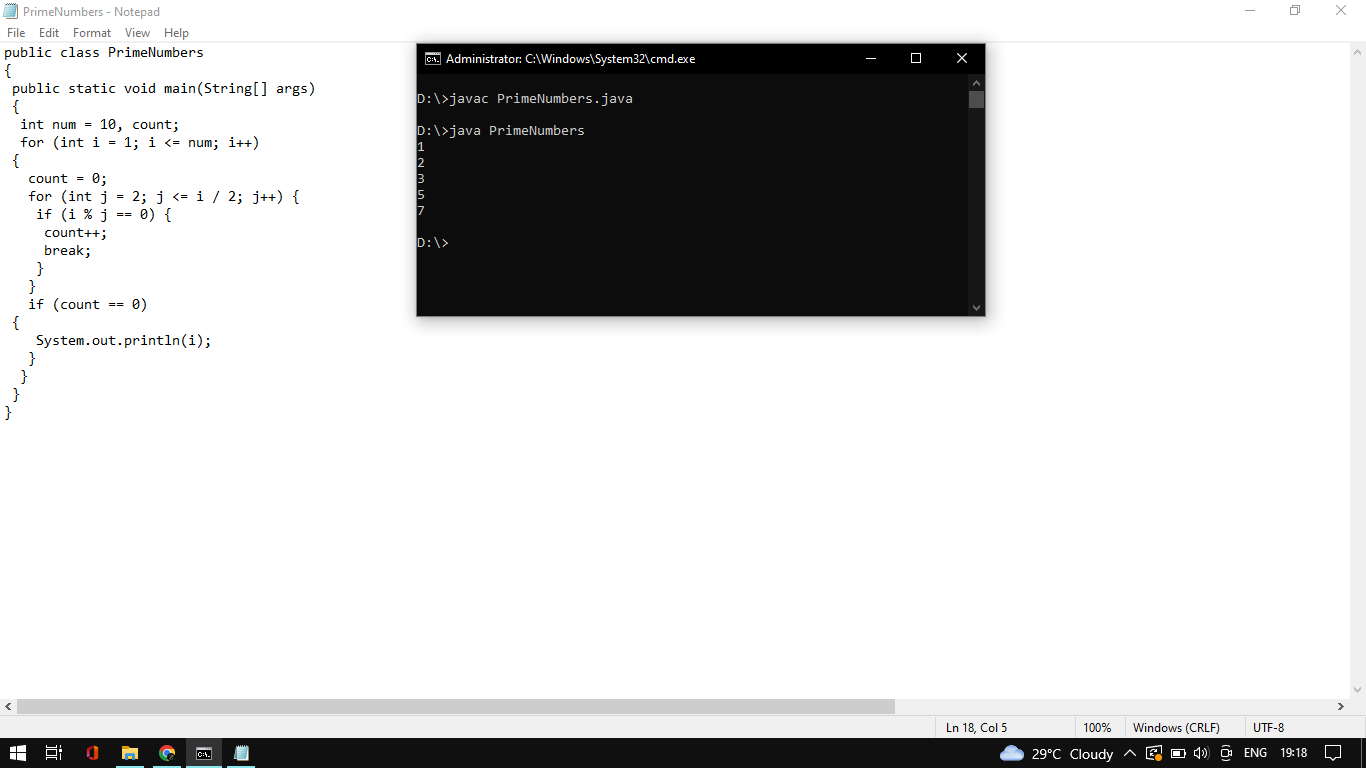 PrimeNumbers - Notepad
File Edit Format View Help
public class PrimeNumbers
{
 public static void main(String[] args)
 {
  int num = 10, count;
  for (int i = 1; i <= num; i++)
 {
   count = 0;
   for (int j = 2; j <= i / 2; j++) {
    if (i % j == 0) {
     count++;
     break;
    }
   }
   if (count == 0)
 {
    System.out.println(i);
   }
  }
 }
}
Administrator: C:\Windows\System32\cmd.exe
D:\>javac PrimeNumbers.java
D:\>java PrimeNumbers
1
2
3
5
7
D:\>
Ln 18, Col 5 100% Windows (CRLF) UTF-8
29°C Cloudy ENG 19:18